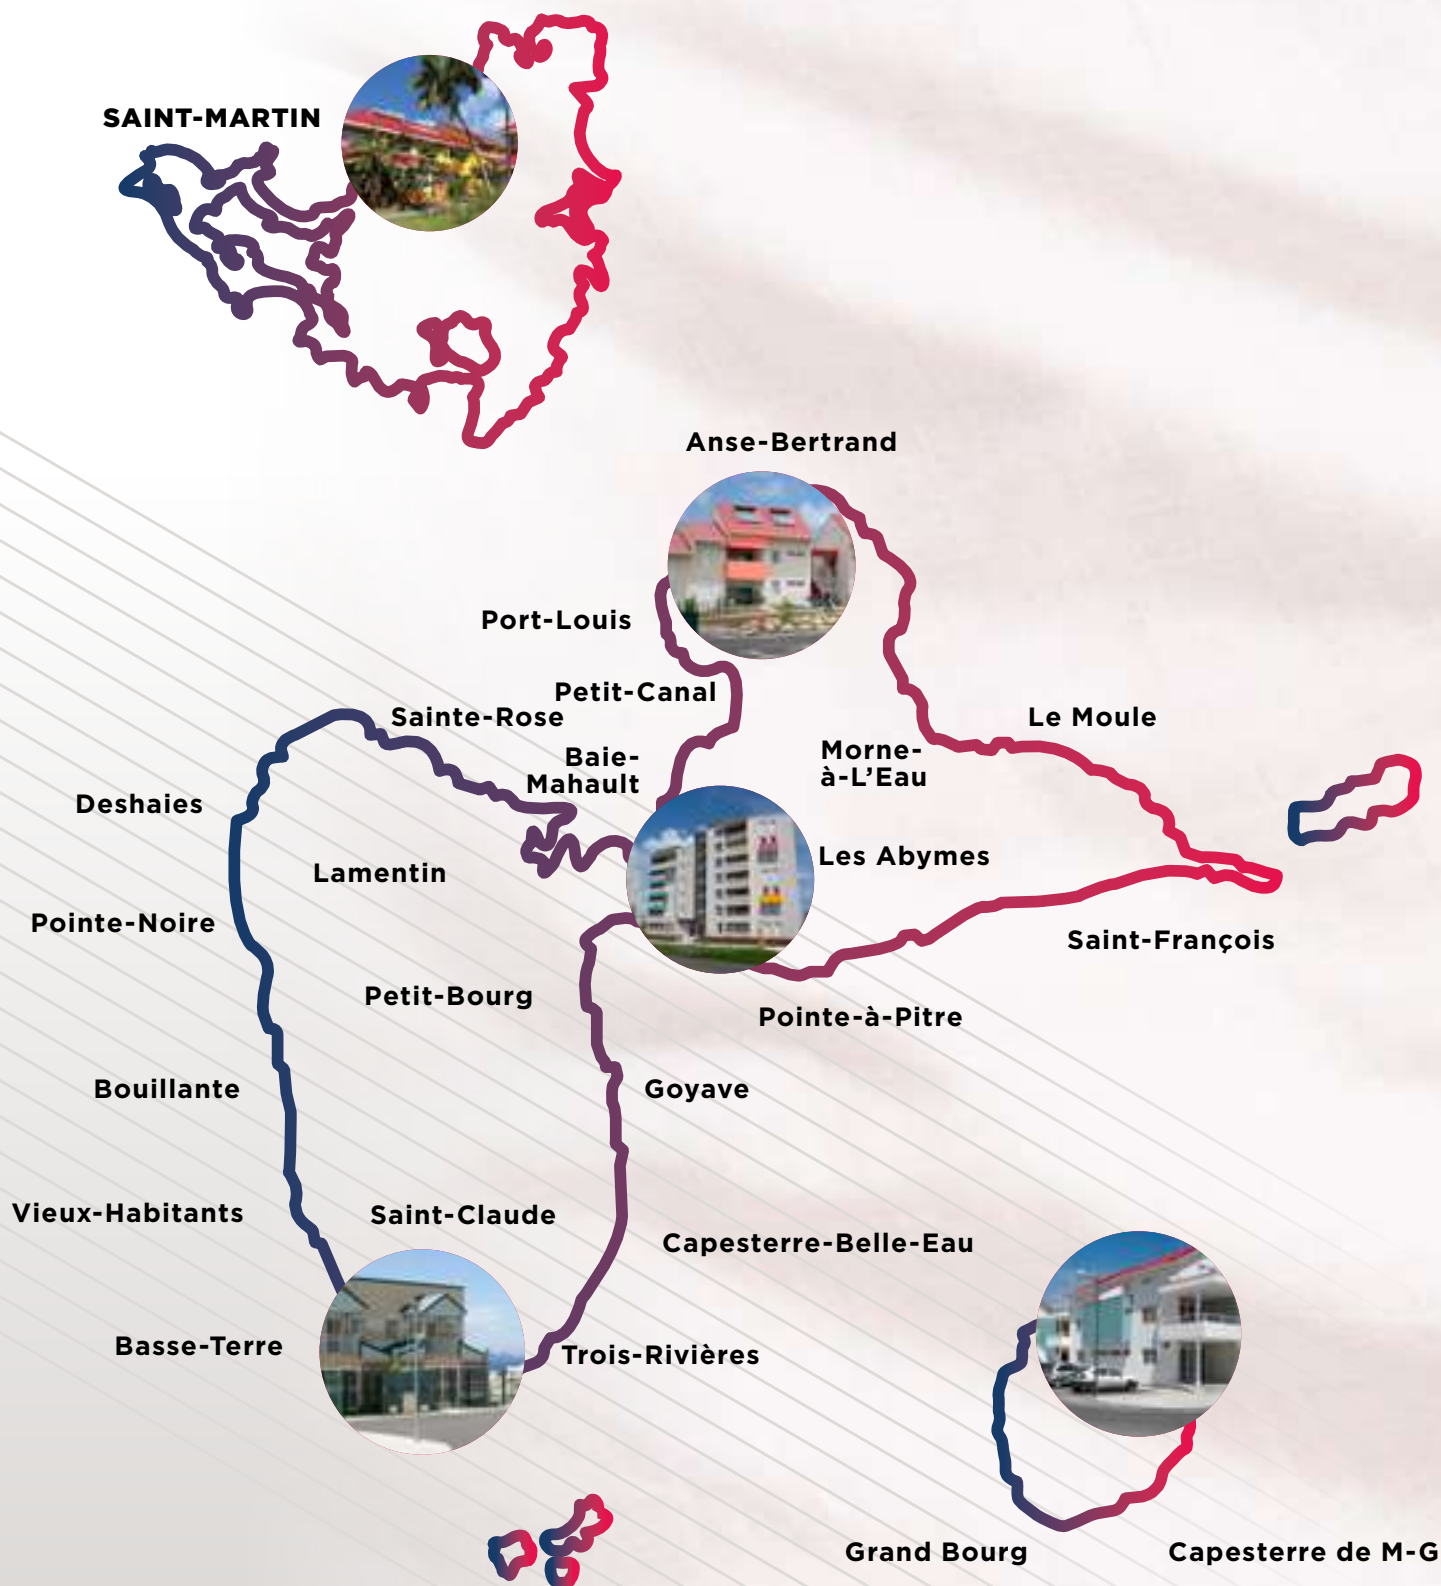 SAINT-MARTIN
Anse-Bertrand
Port-Louis
Petit-Canal
Sainte-Rose
Le Moule
Baie-
Mahault
Morne-
à-L'Eau
Deshaies
Les Abymes
Lamentin
Pointe-Noire
Saint-François
Petit-Bourg
Pointe-à-Pitre
Bouillante
Goyave
Vieux-Habitants
Saint-Claude
Capesterre-Belle-Eau
Basse-Terre
Trois-Rivières
Grand Bourg
Capesterre de M-G